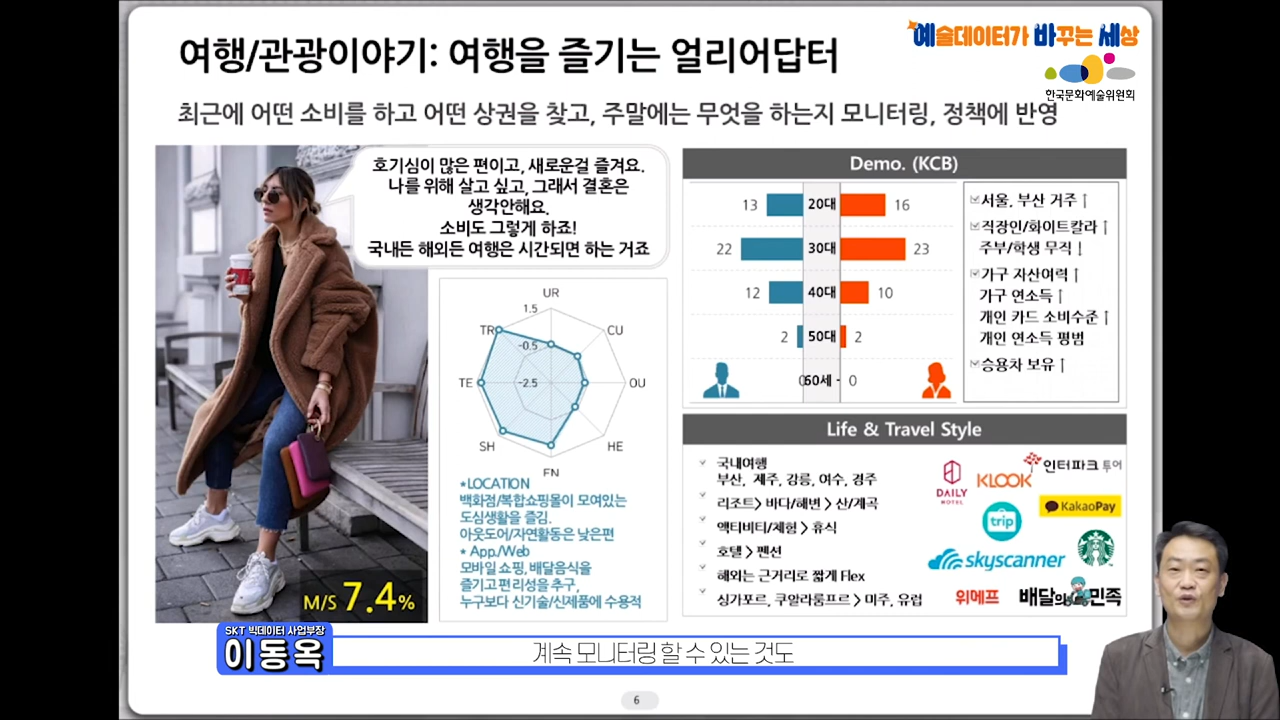 여행/관광이야기: 여행을 즐기는 얼리어답터
예술데이터가 바꾸는 세상
한국문화예술위원회
최근에 어떤 소비를 하고 어떤 상권을 찾고, 주말에는 무엇을 하는지 모니터링, 정책에 반영
호기심이 많은 편이고, 새로운걸 즐겨요.
나를 위해 살고 싶고, 그래서 결혼은
생각안해요.
소비도 그렇게 하죠!
국내든 해외든 여행은 시간되면 하는 거죠
M/S 7.4%
UR
1.5
TR
CU
-0.5
TE
-2.5
OU
SH
HE
EN
*LOCATION
백화점/복합쇼핑몰이 모여있는
도심생활을 즐김.
아웃도어/자연활동은 낮은편
* App./Web
모바일 쇼핑, 배달음식을
즐기고 편리성을 추구,
누구보다 신기술/신제품에 수용적
Demo. (KCB)
13 20대 16
22 30대 23
12 40대 10
2 50대 2
0 60세 - 0
서울, 부산 거주 ↑
직장인/화이트칼라 ↑
주부/학생 무직 ↓
가구 자산여력 ↑
가구 연소득 ↑
개인 카드 소비수준 ↑
개인 연소득 평범
승용차 보유 ↑
Life & Travel Style
국내여행
부산, 제주, 강릉, 여수, 경주
리조트> 바다/해변 > 산/계곡
액티비티/체험 > 휴식
호텔 > 펜션
해외는 근거리로 짧게 Flex
싱가포르, 쿠알라룸프르 > 미주, 유럽
DAILY
HOTEL
KLOOK
인터파크 투어
trip
KakaoPay
skyscanner
위메프
배달의민족
SKT 빅데이터 사업부장
이동옥
계속 모니터링 할 수 있는 것도
6